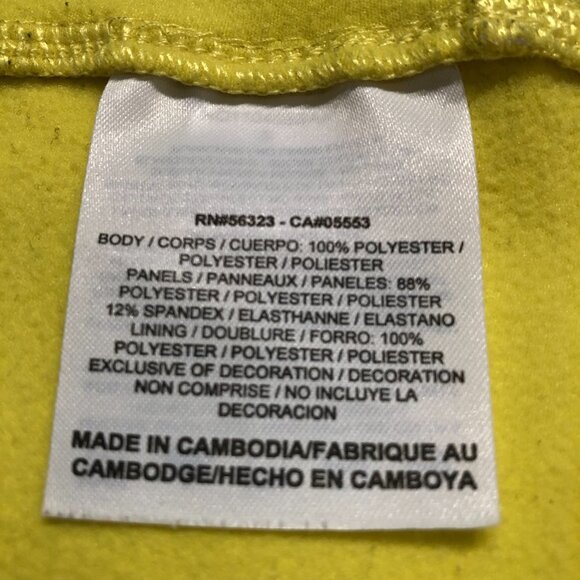 RN#56323 - CA#05553
BODY / CORPS / CUERPO: 100% POLYESTER /
POLYESTER / POLIESTER
PANELS / PANNEAUX / PANELES: 88%
POLYESTER / POLYESTER / POLIESTER
12% SPANDEX / ELASTHANNE / ELASTANO
LINING / DOUBLURE / FORRO: 100%
POLYESTER / POLYESTER / POLIESTER
EXCLUSIVE OF DECORATION / DECORATION
NON COMPRISE / NO INCLUYE LA
DECORACION
MADE IN CAMBODIA/FABRIQUE AU
CAMBODGE/HECHO EN CAMBOYA